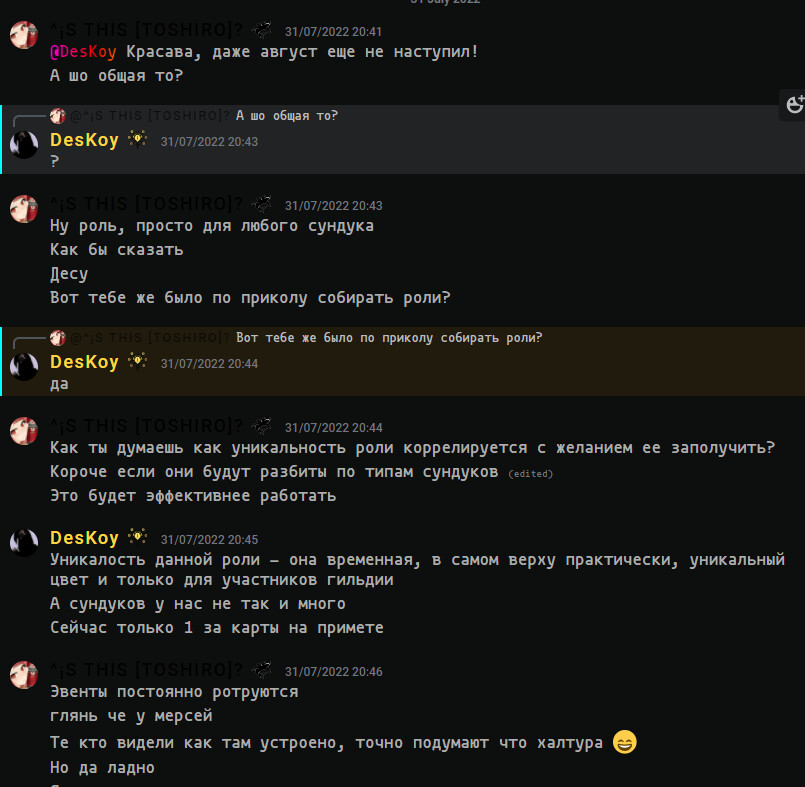 31 July 2022
^¡S THIS [TOSHIRO]? 31/07/2022 20:41
@DesKoy Красава, даже август еще не наступил!
А шо общая то?
@^¡S THIS [TOSHIRO]? А шо общая то?
DesKoy 31/07/2022 20:43
?
^¡S THIS [TOSHIRO]? 31/07/2022 20:43
Ну роль, просто для любого сундука
Как бы сказать
Десу
Вот тебе же было по приколу собирать роли?
@^¡S THIS [TOSHIRO]? Вот тебе же было по приколу собирать роли?
DesKoy 31/07/2022 20:44
да
^¡S THIS [TOSHIRO]? 31/07/2022 20:44
Как ты думаешь как уникальность роли коррелируется с желанием ее заполучить?
Короче если они будут разбиты по типам сундуков (edited)
Это будет эффективнее работать
DesKoy 31/07/2022 20:45
Уникалость данной роли – она временная, в самом верху практически, уникальный
цвет и только для участников гильдии
А сундуков у нас не так и много
Сейчас только 1 за карты на примете
^¡S THIS [TOSHIRO]? 31/07/2022 20:46
Эвенты постоянно ротруются
глянь че у мерсей
Те кто видели как там устроено, точно подумают что халтура 😄
Но да ладно